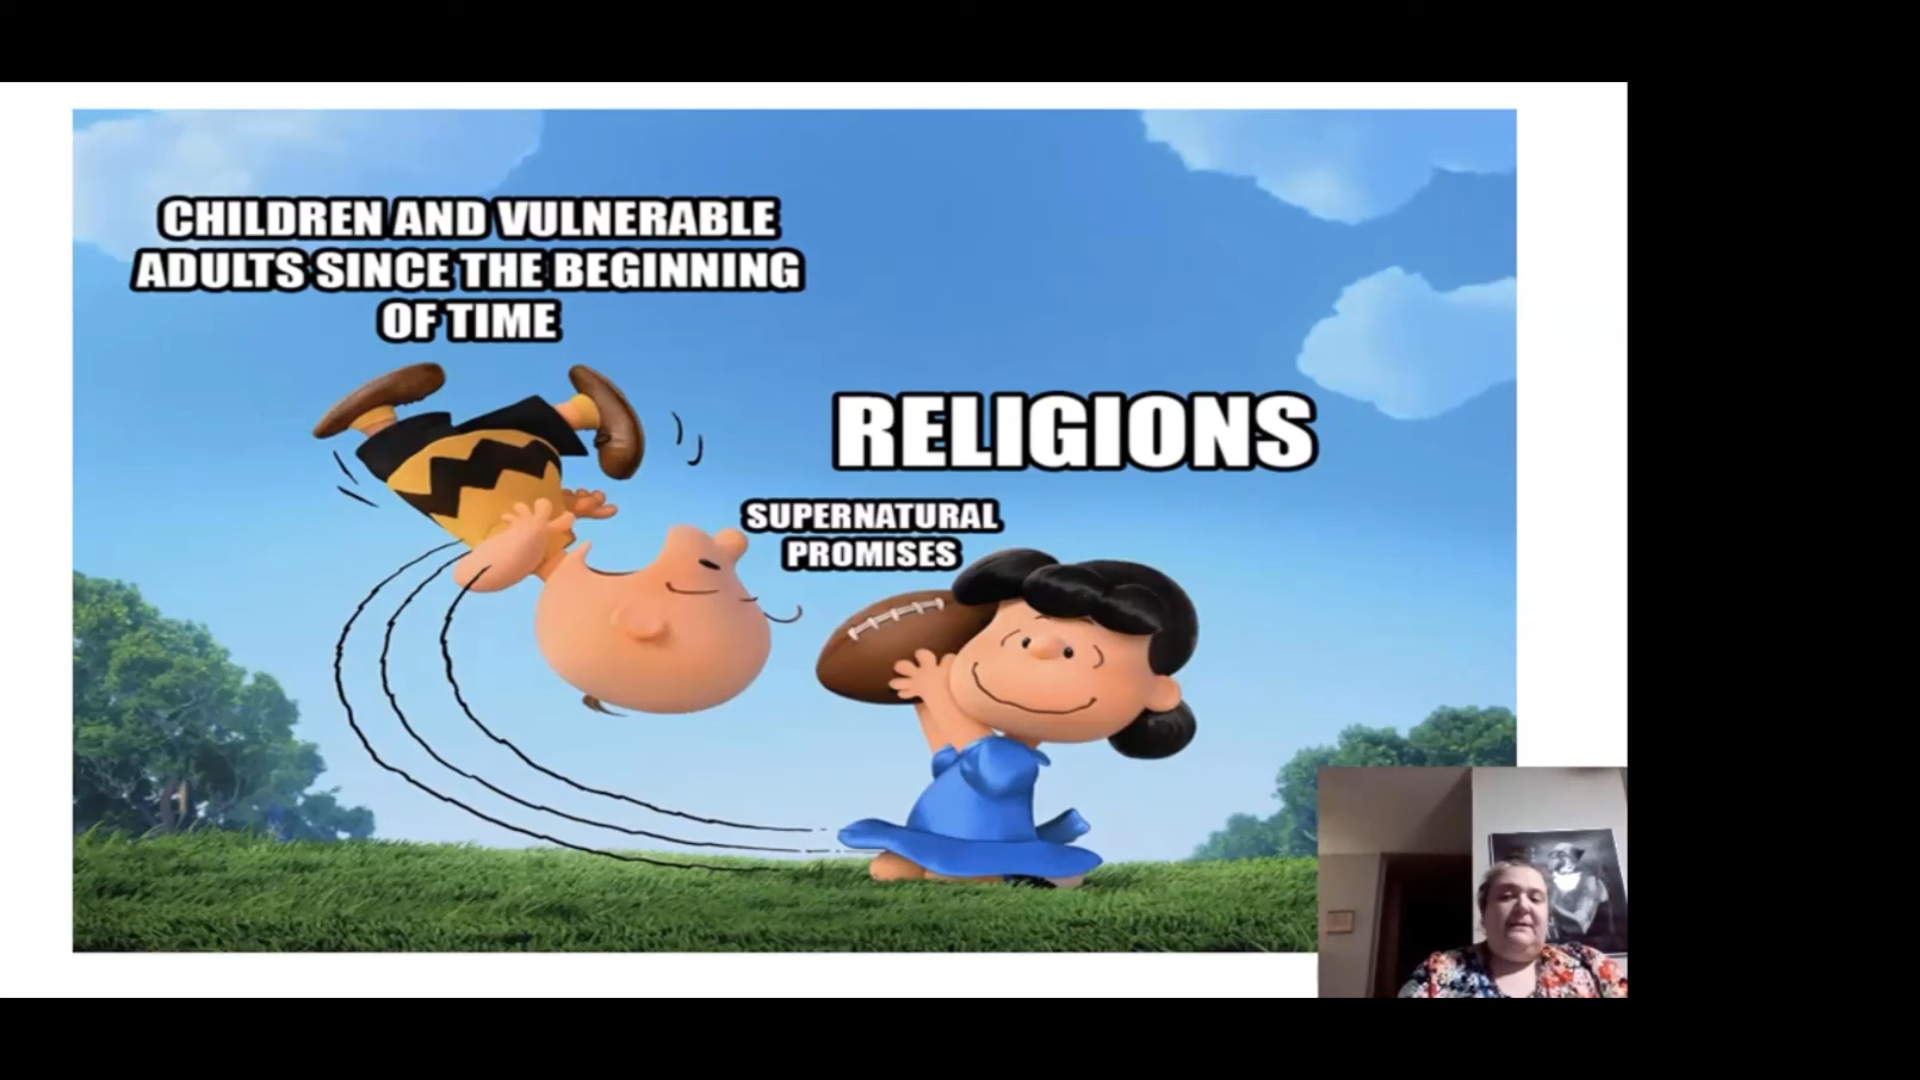 CHILDREN AND VULNERABLE
ADULTS SINCE THE BEGINNING
OF TIME
RELIGIONS
SUPERNATURAL
PROMISES